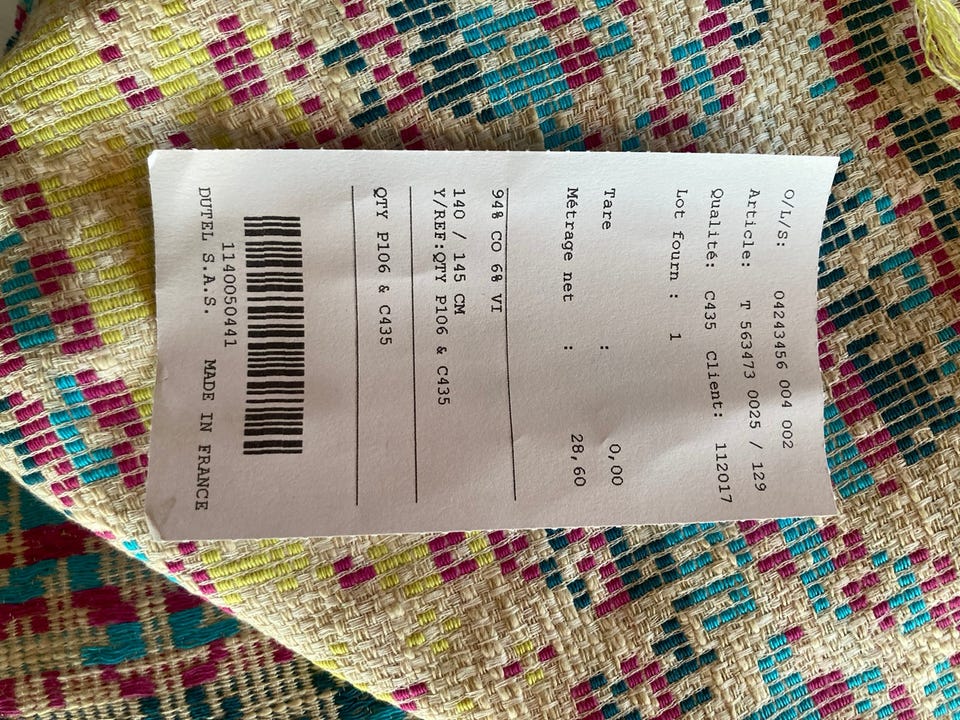 O/L/S: 04243456 004 002
Article: T 563473 0025 / 129
Qualité: C435 Client: 112017
Lot fourn : 1
Tare : 0,00
Métrage net : 28,60
94% CO 6% VI
140 / 145 CM
Y/REF:QTY P106 & C435
QTY P106 & C435
1140050441
DUTEL S.A.S. MADE IN FRANCE